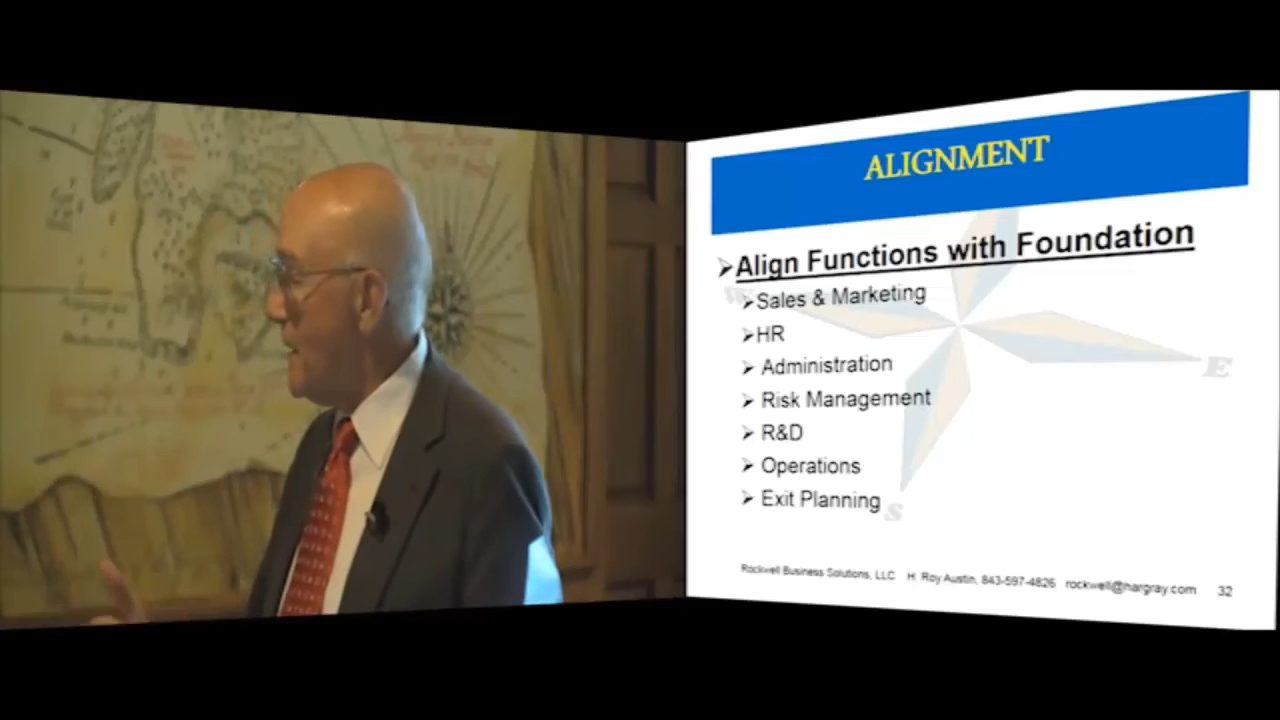 ALIGNMENT
➢Align Functions with Foundation
➢Sales & Marketing
➢HR
➢ Administration
➢ Risk Management
➢ R&D
➢ Operations
➢ Exit Planning
W
E
S
Rockwell Business Solutions, LLC H. Roy Austin, 843-597-4826 rockwell@hargray.com 32